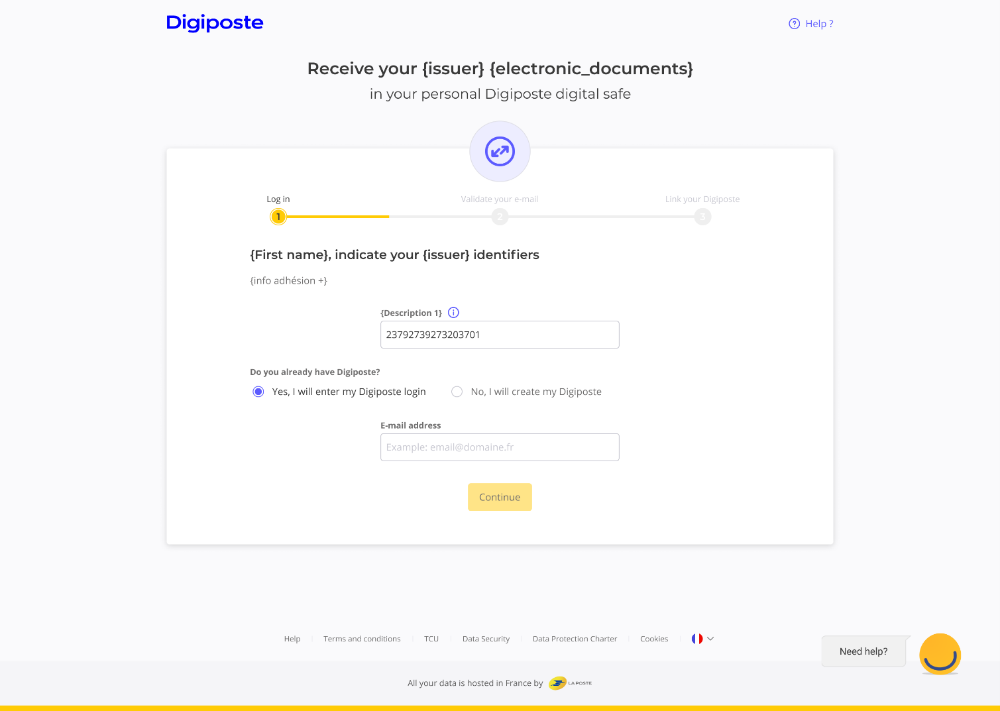 Digiposte
Help ?
Receive your {issuer} {electronic_documents}
in your personal Digiposte digital safe
Log in
Validate your e-mail
Link your Digiposte
1
2
3
{First name}, indicate your {issuer} identifiers
{info adhésion +}
{Description 1}
23792739273203701
Do you already have Digiposte?
Yes, I will enter my Digiposte login
No, I will create my Digiposte
E-mail address
Example: email@domaine.fr
Continue
Help
Terms and conditions
TCU
Data Security
Data Protection Charter
Cookies
Need help?
All your data is hosted in France by
LA POSTE